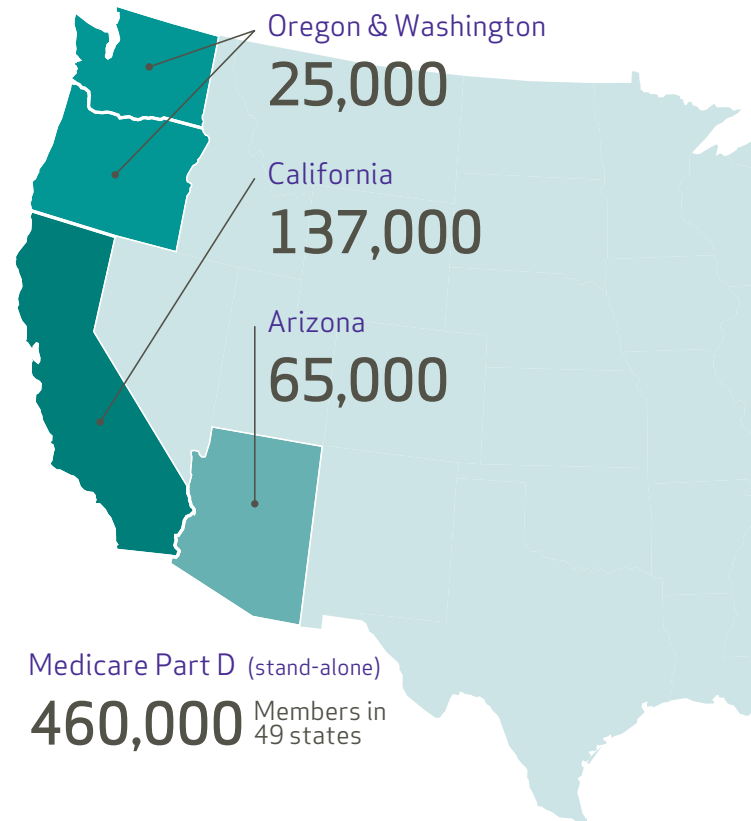 Oregon & Washington
25,000
California
137,000
Arizona
65,000
Medicare Part D (stand-alone)
460,000 Members in
49 states